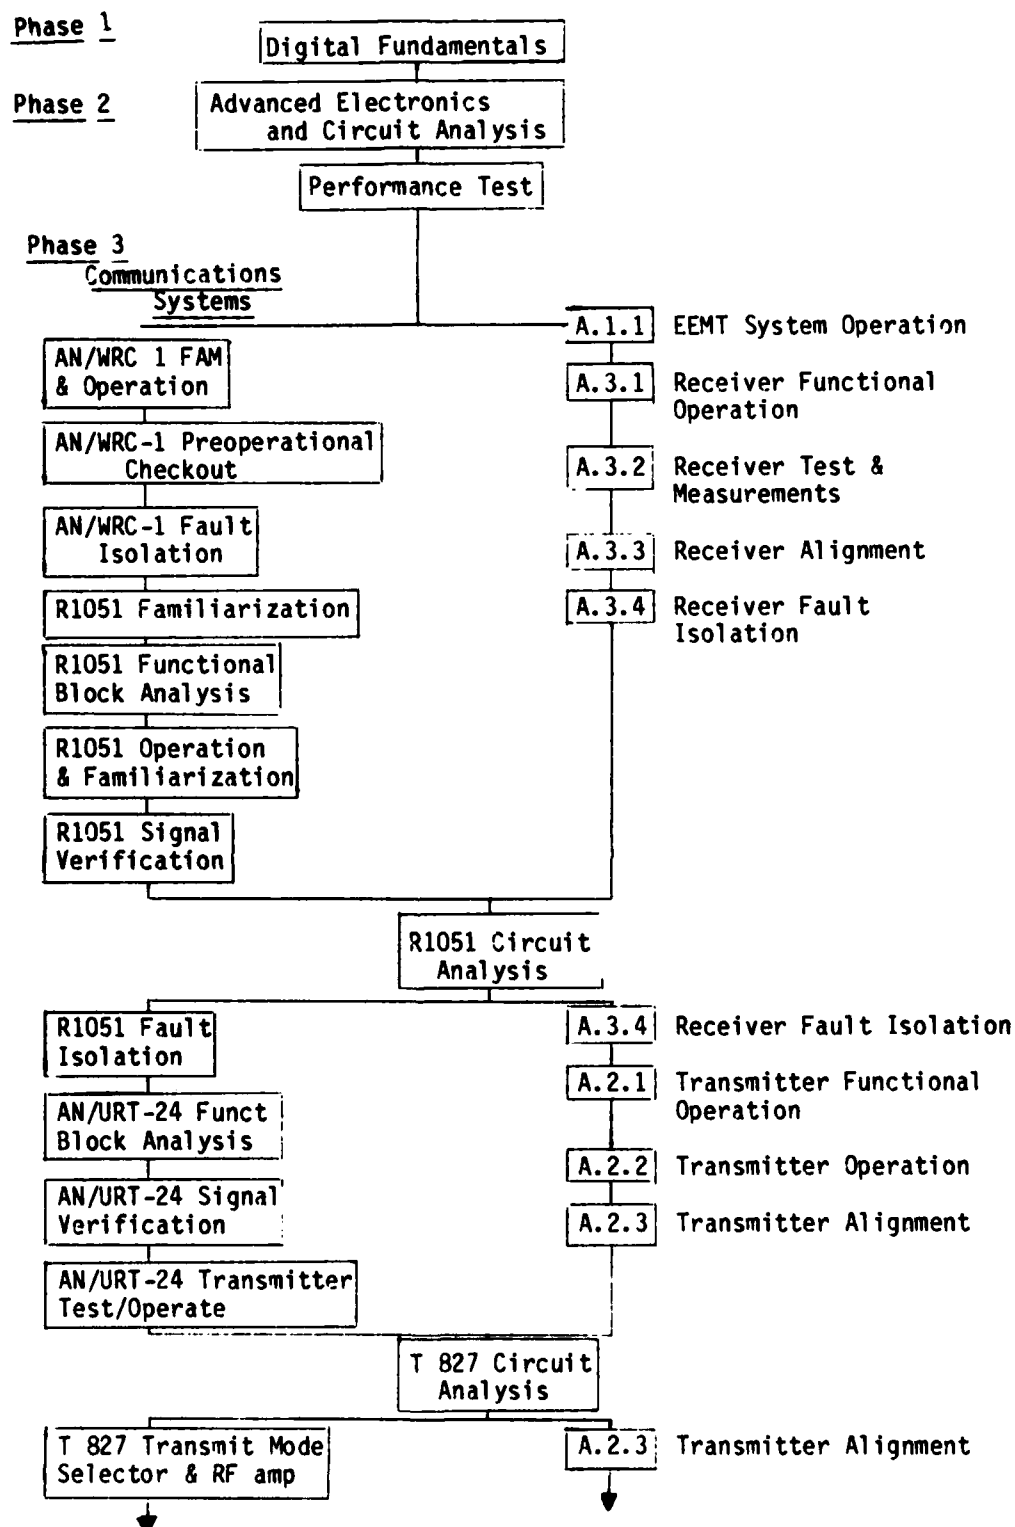 Phase 1
Digital Fundamentals
Phase 2
Advanced Electronics
and Circuit Analysis
Performance Test
Phase 3
Communications
Systems
A.1.1 EEMT System Operation
AN/WRC 1 FAM
& Operation
A.3.1 Receiver Functional
Operation
AN/WRC-1 Preoperational
Checkout
A.3.2 Receiver Test &
Measurements
AN/WRC-1 Fault
Isolation
A.3.3 Receiver Alignment
R1051 Familiarization
A.3.4 Receiver Fault
Isolation
R1051 Functional
Block Analysis
R1051 Operation
& Familiarization
R1051 Signal
Verification
R1051 Circuit
Analysis
R1051 Fault
Isolation
A.3.4 Receiver Fault Isolation
A.2.1 Transmitter Functional
Operation
AN/URT-24 Funct
Block Analysis
A.2.2 Transmitter Operation
AN/URT-24 Signal
Verification
A.2.3 Transmitter Alignment
AN/URT-24 Transmitter
Test/Operate
T 827 Circuit
Analysis
T 827 Transmit Mode
Selector & RF amp
A.2.3 Transmitter Alignment